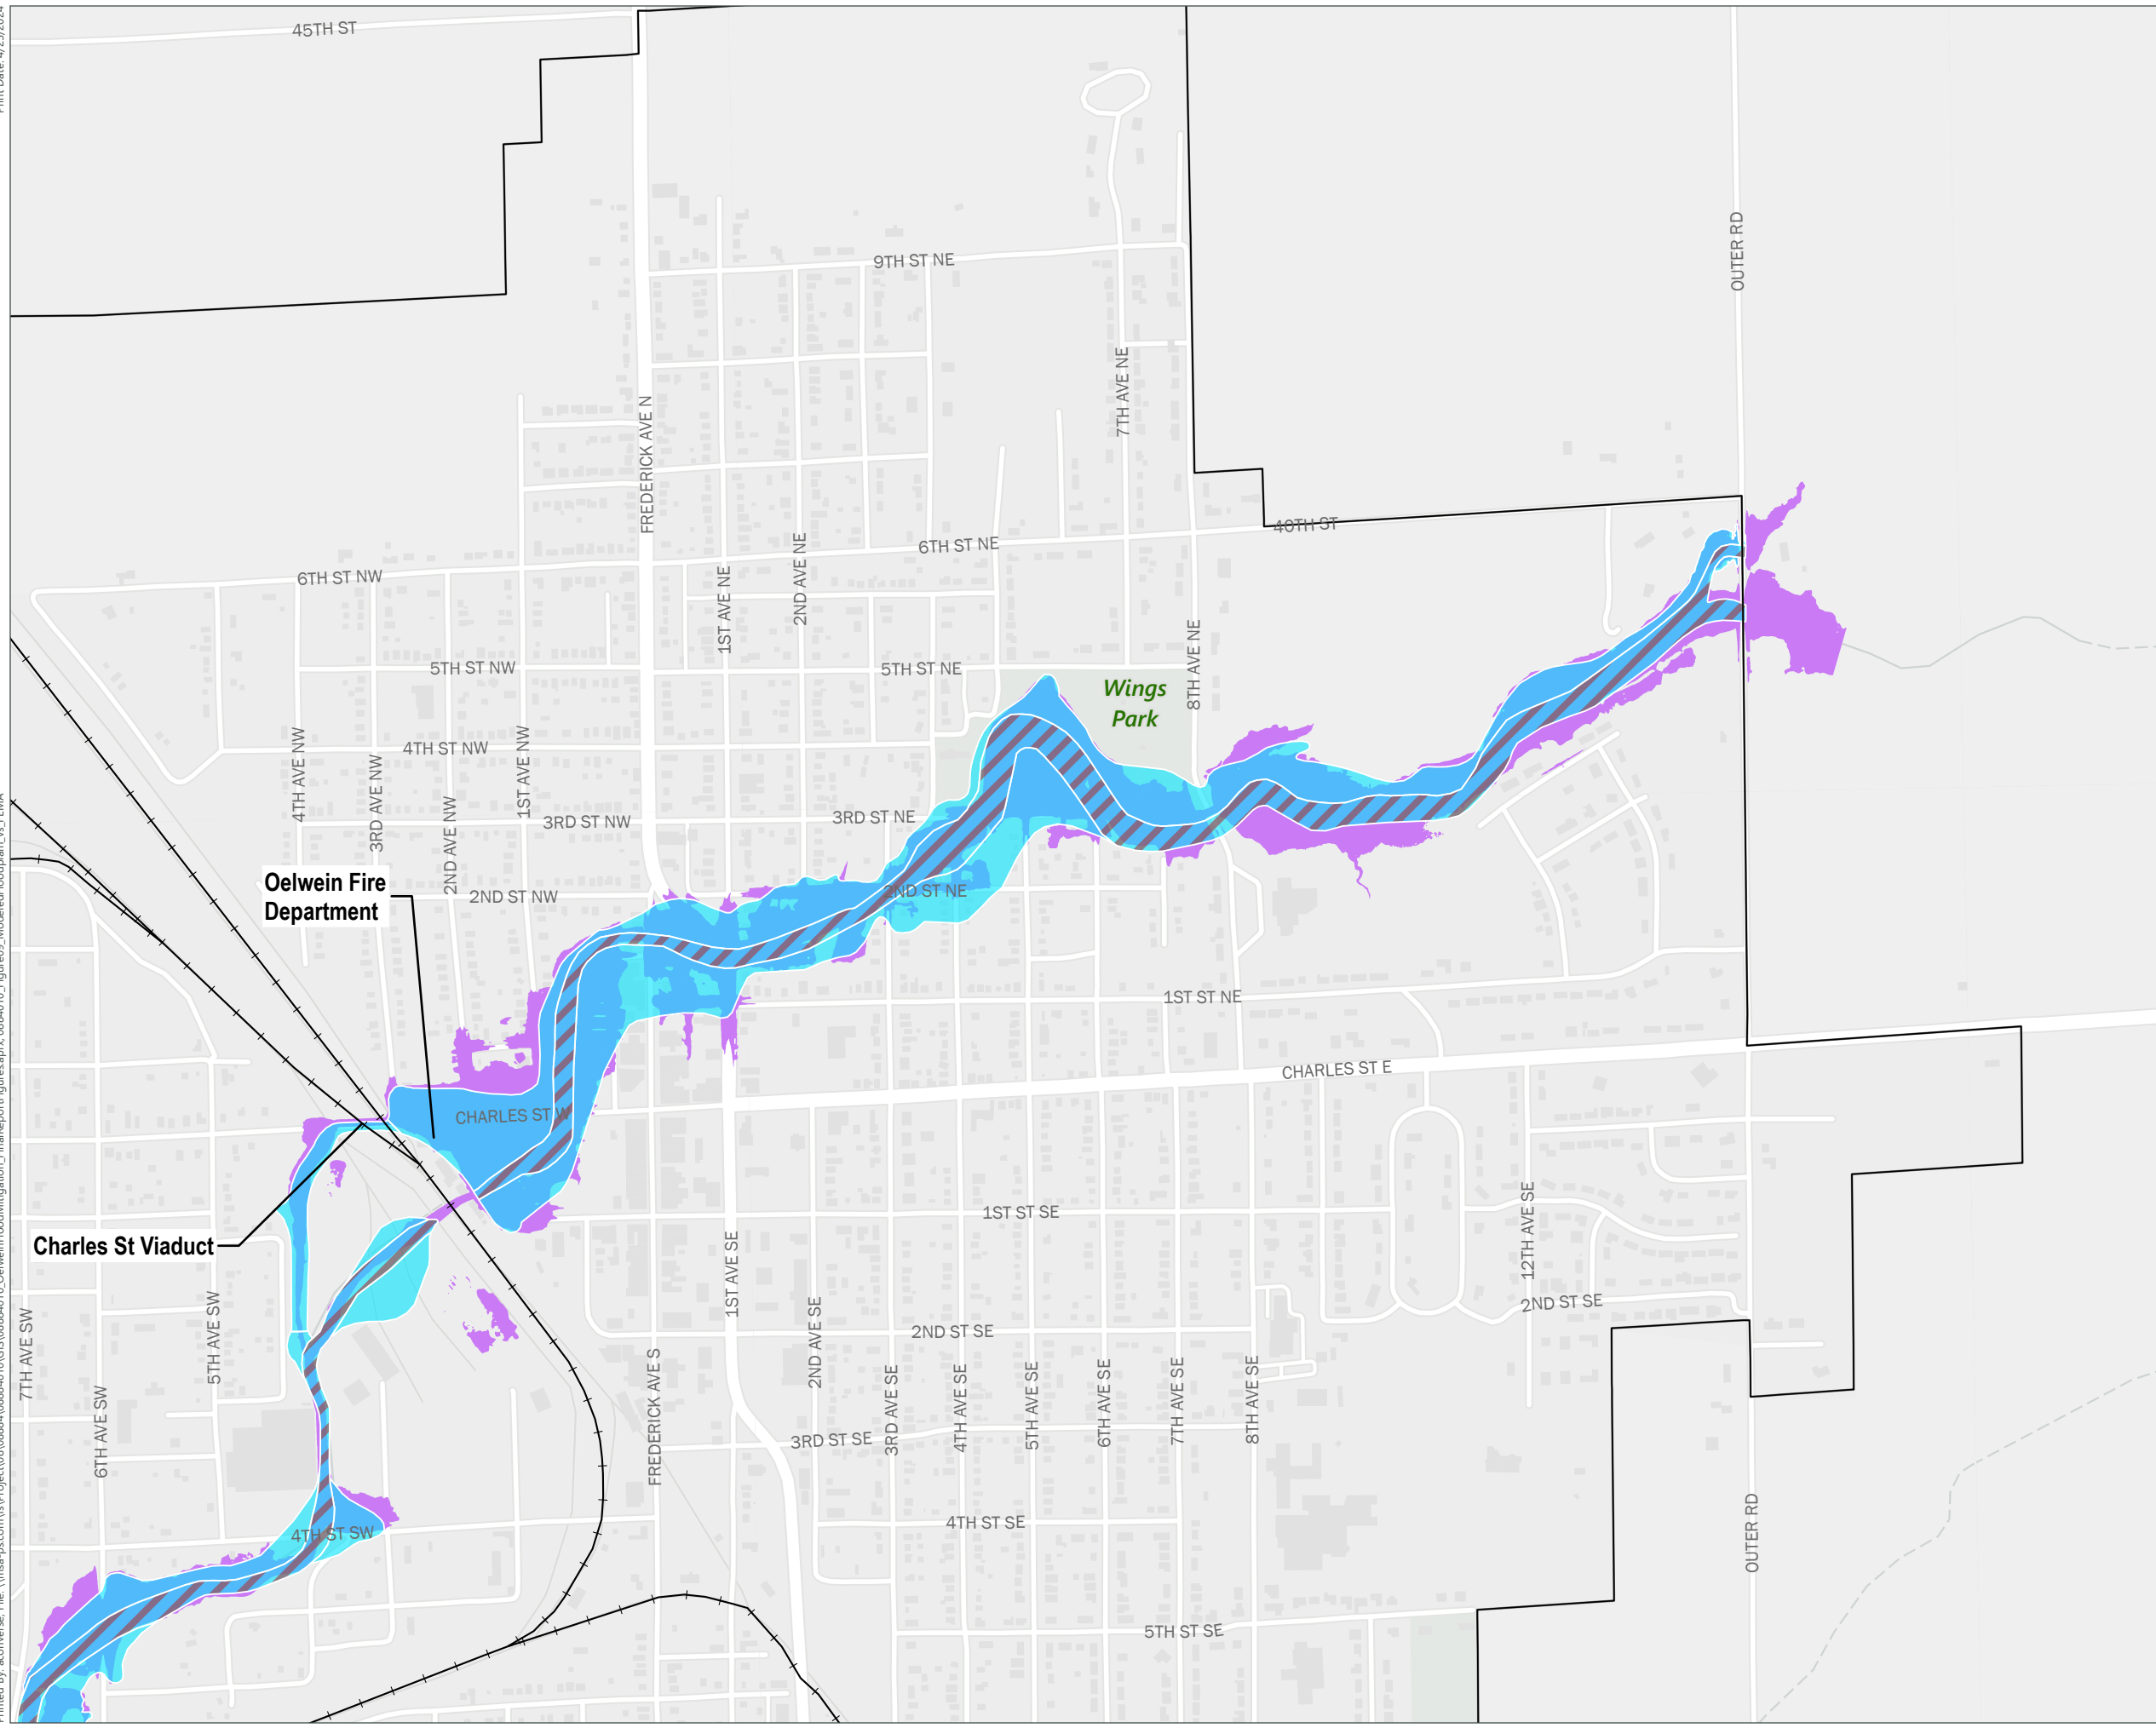 Print Date: 4/25/2024
45TH ST
OUTER RD
9TH ST NE
7TH AVE NE
FREDERICK AVE N
40TH ST
6TH ST NE
2ND AVE NE
1ST AVE NE
6TH ST NW
8TH AVE NE
5TH ST NW
5TH ST NE
Wings
Park
4TH AVE NW
3RD AVE NW
4TH ST NW
1ST AVE NW
2ND AVE NW
3RD ST NW
3RD ST NE
Oelwein Fire
Department
2ND ST NW
2ND ST NE
1ST ST NE
CHARLES ST E
CHARLES ST W
1ST ST SE
12TH AVE SE
Charles St Viaduct
1ST AVE SE
2ND ST SE
2ND ST SE
7TH AVE SW
5TH AVE SW
6TH AVE SW
FREDERICK AVE S
2ND AVE SE
3RD AVE SE
4TH AVE SE
5TH AVE SE
6TH AVE SE
7TH AVE SE
8TH AVE SE
3RD ST SE
4TH ST SW
4TH ST SE
OUTER RD
5TH ST SE